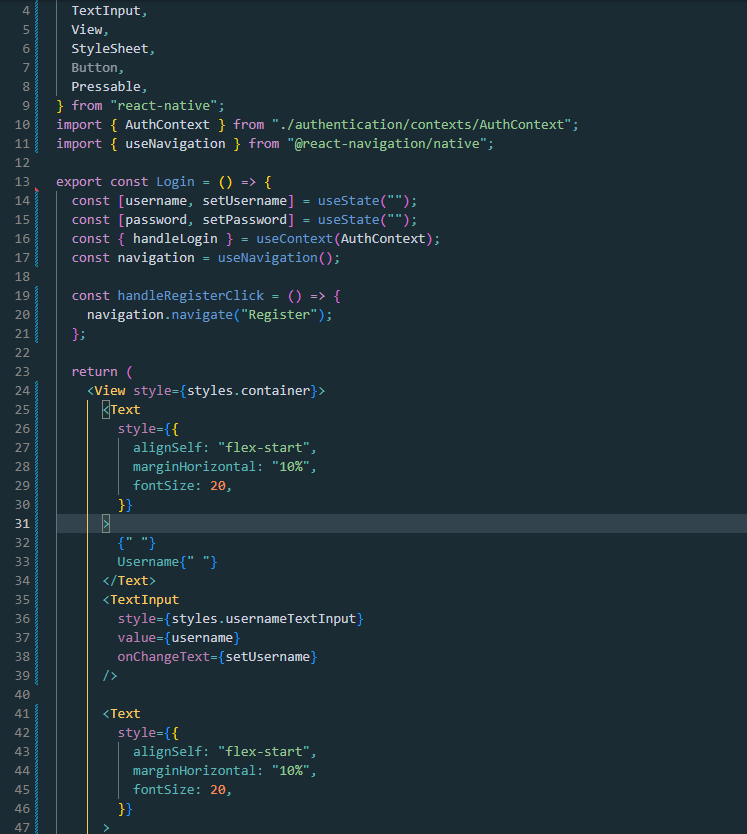 4 TextInput,
5 View,
6 StyleSheet,
7 Button,
8 Pressable,
9 } from "react-native";
10 import { AuthContext } from "./authentication/contexts/AuthContext";
11 import { useNavigation } from "@react-navigation/native";
12
13 export const Login = () => {
14 const [username, setUsername] = useState("");
15 const [password, setPassword] = useState("");
16 const { handleLogin } = useContext(AuthContext);
17 const navigation = useNavigation();
18
19 const handleRegisterClick = () => {
20 navigation.navigate("Register");
21 };
22
23 return (
24 <View style={styles.container}>
25 <Text
26 style={{
27 alignSelf: "flex-start",
28 marginHorizontal: "10%",
29 fontSize: 20,
30 }}
31 >
32 {" "}
33 Username{" "}
34 </Text>
35 <TextInput
36 style={styles.usernameTextInput}
37 value={username}
38 onChangeText={setUsername}
39 />
40
41 <Text
42 style={{
43 alignSelf: "flex-start",
44 marginHorizontal: "10%",
45 fontSize: 20,
46 }}
47 >